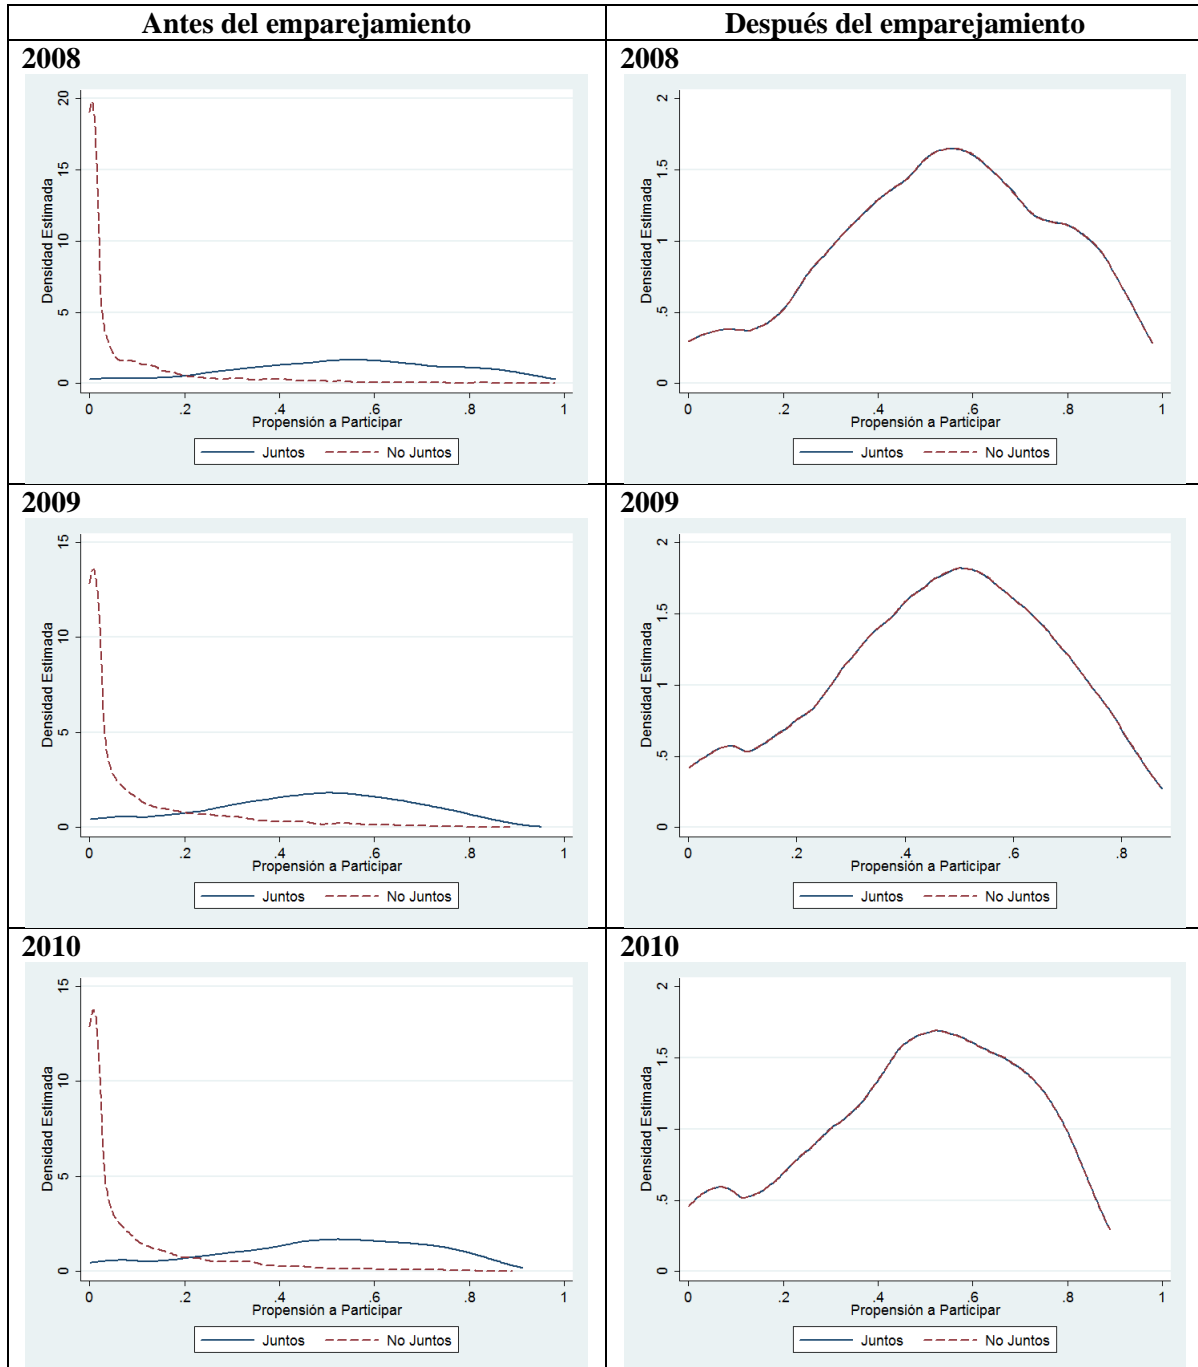 Antes del emparejamiento
Después del emparejamiento
2008
Densidad Estimada
20
15
10
5
0
0 .2 .4 .6 .8 1
Propensión a Participar
Juntos No Juntos
2008
Densidad Estimada
2
1.5
1
.5
0
0 .2 .4 .6 .8 1
Propensión a Participar
Juntos No Juntos
2009
Densidad Estimada
15
10
5
0
0 .2 .4 .6 .8 1
Propensión a Participar
Juntos No Juntos
2009
Densidad Estimada
2
1.5
1
.5
0
0 .2 .4 .6 .8
Propensión a Participar
Juntos No Juntos
2010
Densidad Estimada
15
10
5
0
0 .2 .4 .6 .8 1
Propensión a Participar
Juntos No Juntos
2010
Densidad Estimada
2
1.5
1
.5
0
0 .2 .4 .6 .8 1
Propensión a Participar
Juntos No Juntos